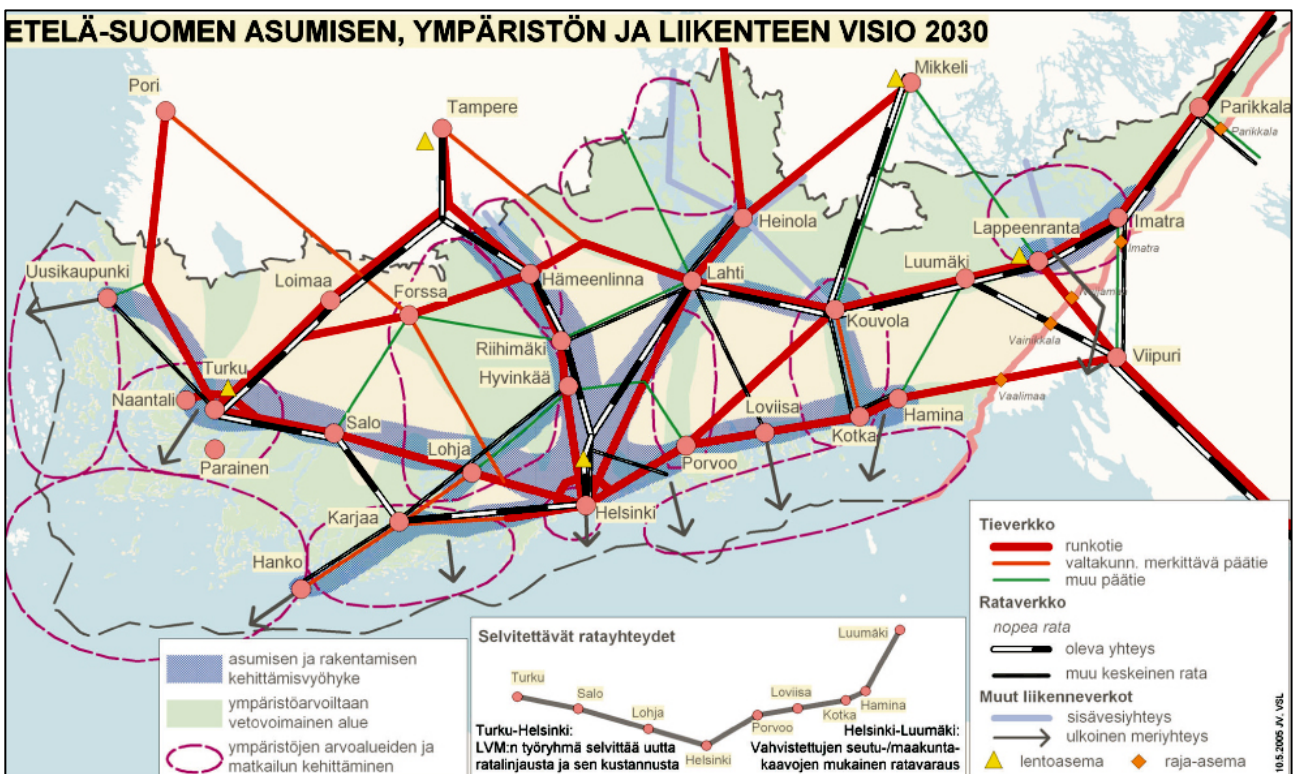 ETELÄ-SUOMEN ASUMISEN, YMPÄRISTÖN JA LIIKENTEEN VISIO 2030
Pori
Tampere
Mikkeli
Parikkala
Parikkala
Heinola
Imatra
Lappeenranta
Imatra
Uusikaupunki
Loimaa
Forssa
Hämeenlinna
Lahti
Luumäki
Kouvola
Vainikkala
Viipuri
Riihimäki
Hyvinkää
Turku
Naantali
Salo
Loviisa
Hamina
Vaalimaa
Kotka
Parainen
Lohja
Porvoo
Karjaa
Helsinki
Hanko
asumisen ja rakentamisen
kehittämisvyöhyke
ympäristöarvoiltaan
vetovoimainen alue
ympäristöjen arvoalueiden ja
matkailun kehittäminen
Selvitettävät ratayhteydet
Luumäki
Turku
Salo
Lohja
Helsinki
Porvoo
Loviisa
Kotka
Hamina
Turku-Helsinki:
LVM:n työryhmä selvittää uutta
ratalinjausta ja sen kustannusta
Helsinki-Luumäki:
Vahvistettujen seutu-/maakunta-
kaavojen mukainen ratavaraus
Tieverkko
runkotie
valtakunn. merkittävä päätie
muu päätie
Rataverkko
nopea rata
oleva yhteys
muu keskeinen rata
Muut liikenneverkot
sisävesiyhteys
ulkoinen meriyhteys
lentoasema
raja-asema
10.5.2005 JV, VSL